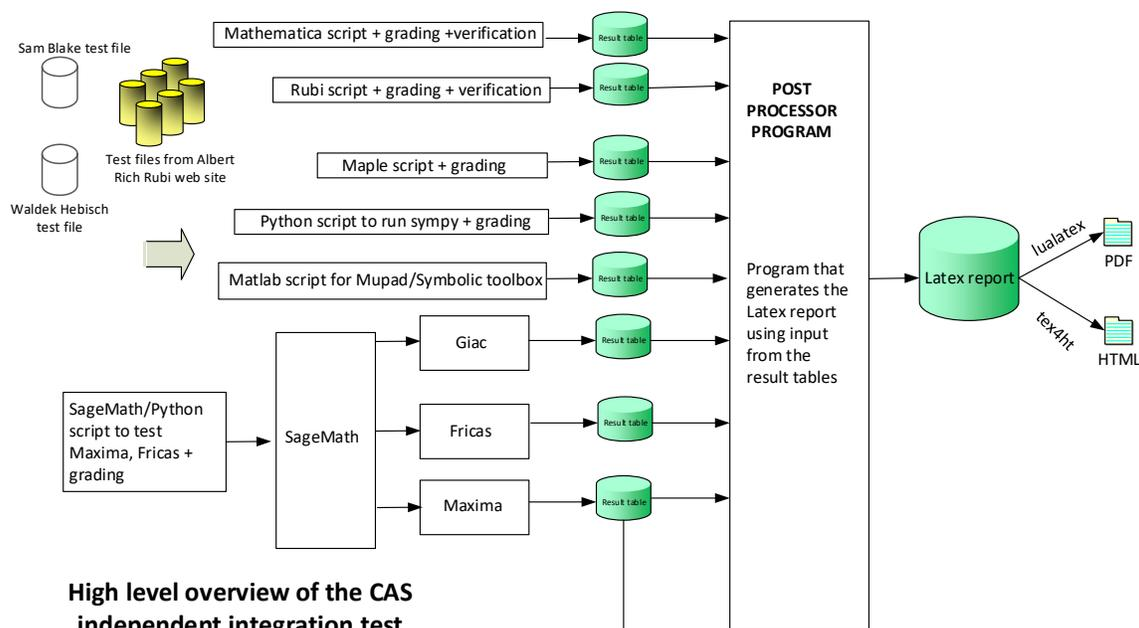 Mathematica script + grading +verification
Result table
Sam Blake test file
Rubi script + grading + verification
Result table
POST
PROCESSOR
PROGRAM
Test files from Albert
Rich Rubi web site
Maple script + grading
Result table
Waldek Hebisch
test file
Python script to run sympy + grading
Result table
Matlab script for Mupad/Symbolic toolbox
Result table
Program that
generates the
Latex report
using input
from the
result tables
Latex report
lualatex
PDF
tex4ht
HTML
Giac
Result table
SageMath/Python
script to test
Maxima, Fricas +
grading
SageMath
Fricas
Result table
Maxima
Result table
High level overview of the CAS
independent integration test